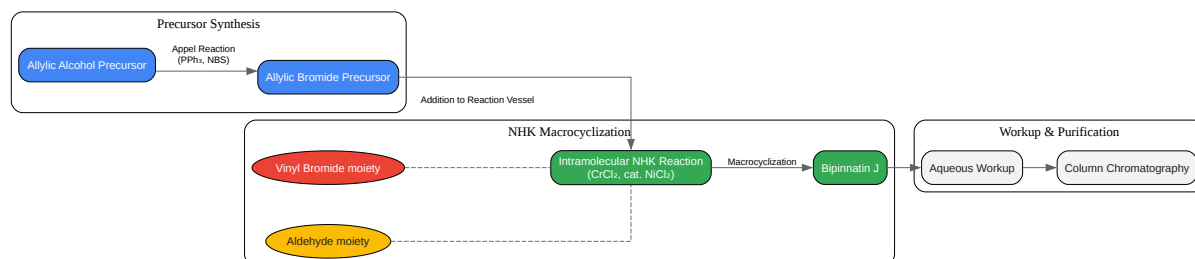 Precursor Synthesis
Allylic Alcohol Precursor
Appel Reaction
(PPh₃, NBS)
Allylic Bromide Precursor
Addition to Reaction Vessel
NHK Macrocyclization
Vinyl Bromide moiety
Aldehyde moiety
Intramolecular NHK Reaction
(CrCl₂, cat. NiCl₂)
Macrocyclization
Bipinnatin J
Workup & Purification
Aqueous Workup
Column Chromatography